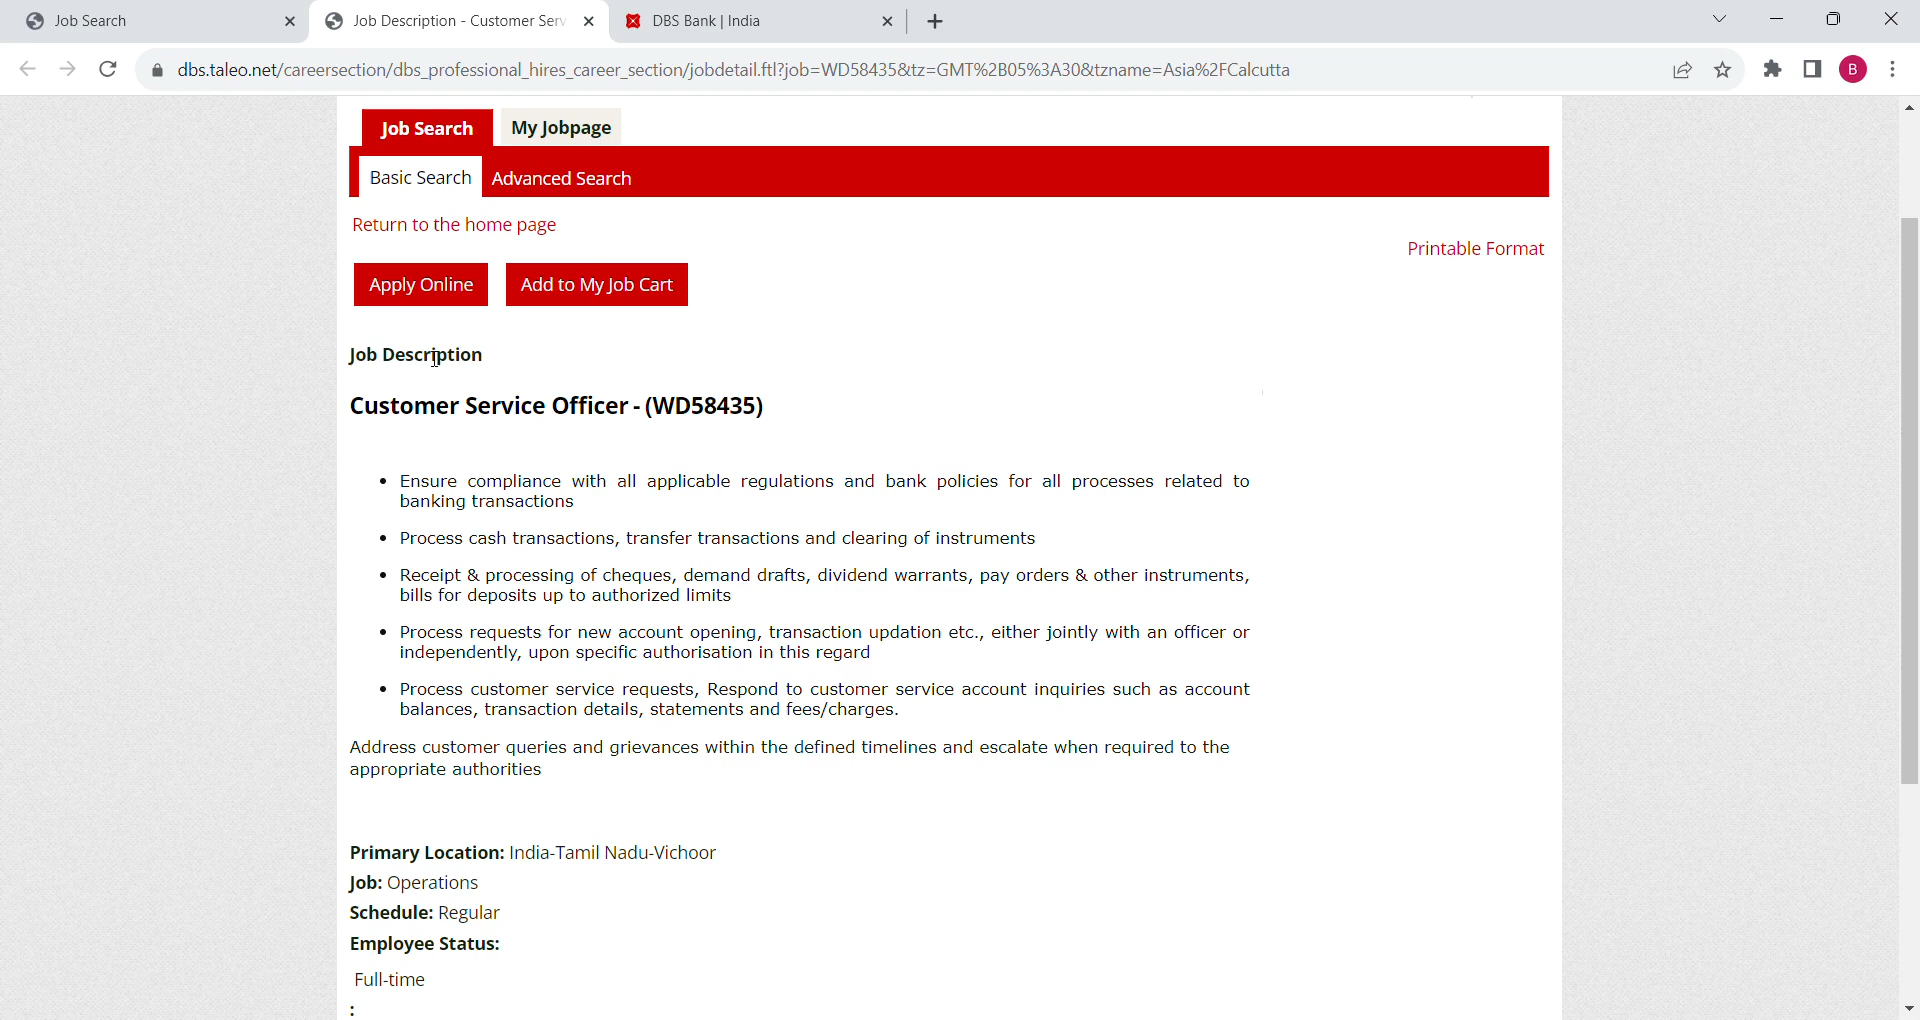 Job Search
Job Description - Customer Serv
DBS Bank | India
dbs.taleo.net/careersection/dbs_professional_hires_career_section/jobdetail.ftl?job=WD58435&tz=GMT%2B05%3A30&tzname=Asia%2FCalcutta
B
Job Search
My Jobpage
Basic Search
Advanced Search
Return to the home page
Printable Format
Apply Online
Add to My Job Cart
Job Description
Customer Service Officer - (WD58435)
• Ensure compliance with all applicable regulations and bank policies for all processes related to
banking transactions
• Process cash transactions, transfer transactions and clearing of instruments
• Receipt & processing of cheques, demand drafts, dividend warrants, pay orders & other instruments,
bills for deposits up to authorized limits
• Process requests for new account opening, transaction updation etc., either jointly with an officer or
independently, upon specific authorisation in this regard
• Process customer service requests, Respond to customer service account inquiries such as account
balances, transaction details, statements and fees/charges.
Address customer queries and grievances within the defined timelines and escalate when required to the
appropriate authorities
Primary Location: India-Tamil Nadu-Vichoor
Job: Operations
Schedule: Regular
Employee Status:
Full-time
: